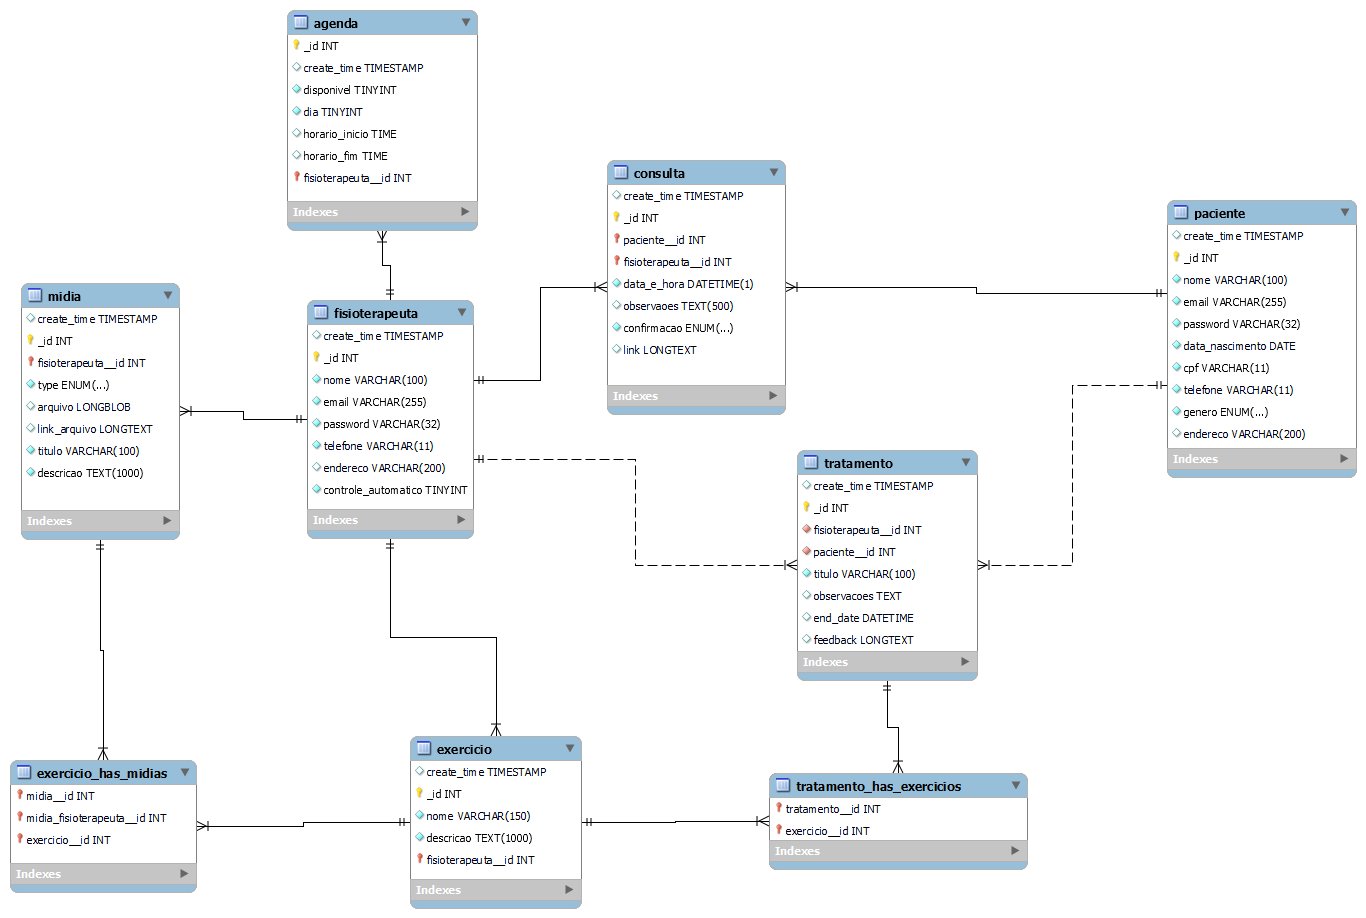 agenda
_id INT
create_time TIMESTAMP
disponivel TINYINT
dia TINYINT
horario_inicio TIME
horario_fim TIME
fisioterapeuta__id INT
Indexes
consulta
create_time TIMESTAMP
_id INT
paciente__id INT
fisioterapeuta__id INT
data_e_hora DATETIME(1)
observaoes TEXT(500)
confirmacao ENUM(...)
link LONGTEXT
Indexes
paciente
create_time TIMESTAMP
_id INT
nome VARCHAR(100)
email VARCHAR(255)
password VARCHAR(32)
data_nascimento DATE
cpf VARCHAR(11)
telefone VARCHAR(11)
genero ENUM(...)
endereco VARCHAR(200)
Indexes
midia
create_time TIMESTAMP
_id INT
fisioterapeuta__id INT
type ENUM(...)
arquivo LONGBLOB
link_arquivo LONGTEXT
titulo VARCHAR(100)
descricao TEXT(1000)
Indexes
fisioterapeuta
create_time TIMESTAMP
_id INT
nome VARCHAR(100)
email VARCHAR(255)
password VARCHAR(32)
telefone VARCHAR(11)
endereco VARCHAR(200)
controle_automatico TINYINT
Indexes
tratamento
create_time TIMESTAMP
_id INT
fisioterapeuta__id INT
paciente__id INT
titulo VARCHAR(100)
observacoes TEXT
end_date DATETIME
feedback LONGTEXT
Indexes
exercicio_has_midias
midia__id INT
midia_fisioterapeuta__id INT
exercicio__id INT
Indexes
exercicio
create_time TIMESTAMP
_id INT
nome VARCHAR(150)
descricao TEXT(1000)
fisioterapeuta__id INT
Indexes
tratamento_has_exercicios
tratamento__id INT
exercicio__id INT
Indexes